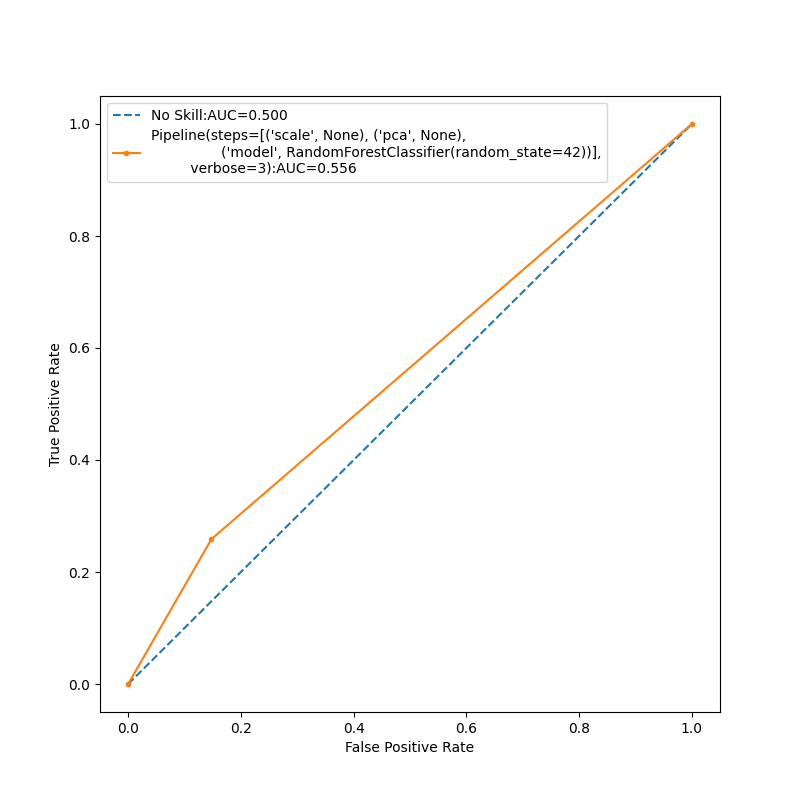 No Skill:AUC=0.500
Pipeline(steps=[('scale', None), ('pca', None),
('model', RandomForestClassifier(random_state=42))],
verbose=3):AUC=0.556
1.0
0.8
0.6
0.4
0.2
0.0
True Positive Rate
0.0 0.2 0.4 0.6 0.8 1.0
False Positive Rate